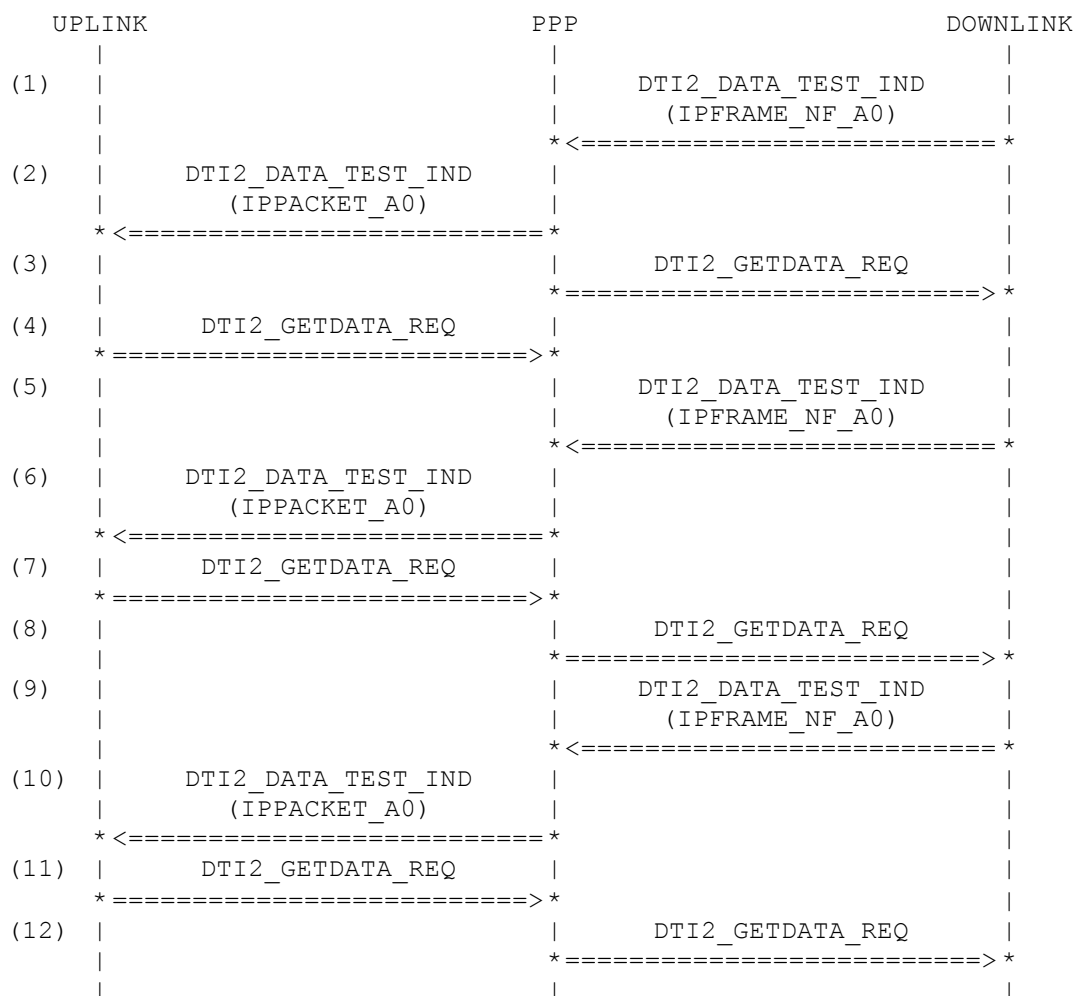 UPLINK PPP DOWNLINK
| | |
(1) | | DTI2_DATA_TEST_IND |
| | (IPFRAME_NF_A0) |
| *<==========================*
(2) | DTI2_DATA_TEST_IND | |
| (IPPACKET_A0) | |
*<==========================* |
(3) | | DTI2_GETDATA_REQ |
| *==========================>*
(4) | DTI2_GETDATA_REQ | |
*==========================>* |
(5) | | DTI2_DATA_TEST_IND |
| | (IPFRAME_NF_A0) |
| *<==========================*
(6) | DTI2_DATA_TEST_IND | |
| (IPPACKET_A0) | |
*<==========================* |
(7) | DTI2_GETDATA_REQ | |
*==========================>* |
(8) | | DTI2_GETDATA_REQ |
| *==========================>*
(9) | | DTI2_DATA_TEST_IND |
| | (IPFRAME_NF_A0) |
| *<==========================*
(10) | DTI2_DATA_TEST_IND | |
| (IPPACKET_A0) | |
*<==========================* |
(11) | DTI2_GETDATA_REQ | |
*==========================>* |
(12) | | DTI2_GETDATA_REQ |
| *==========================>*
| | |